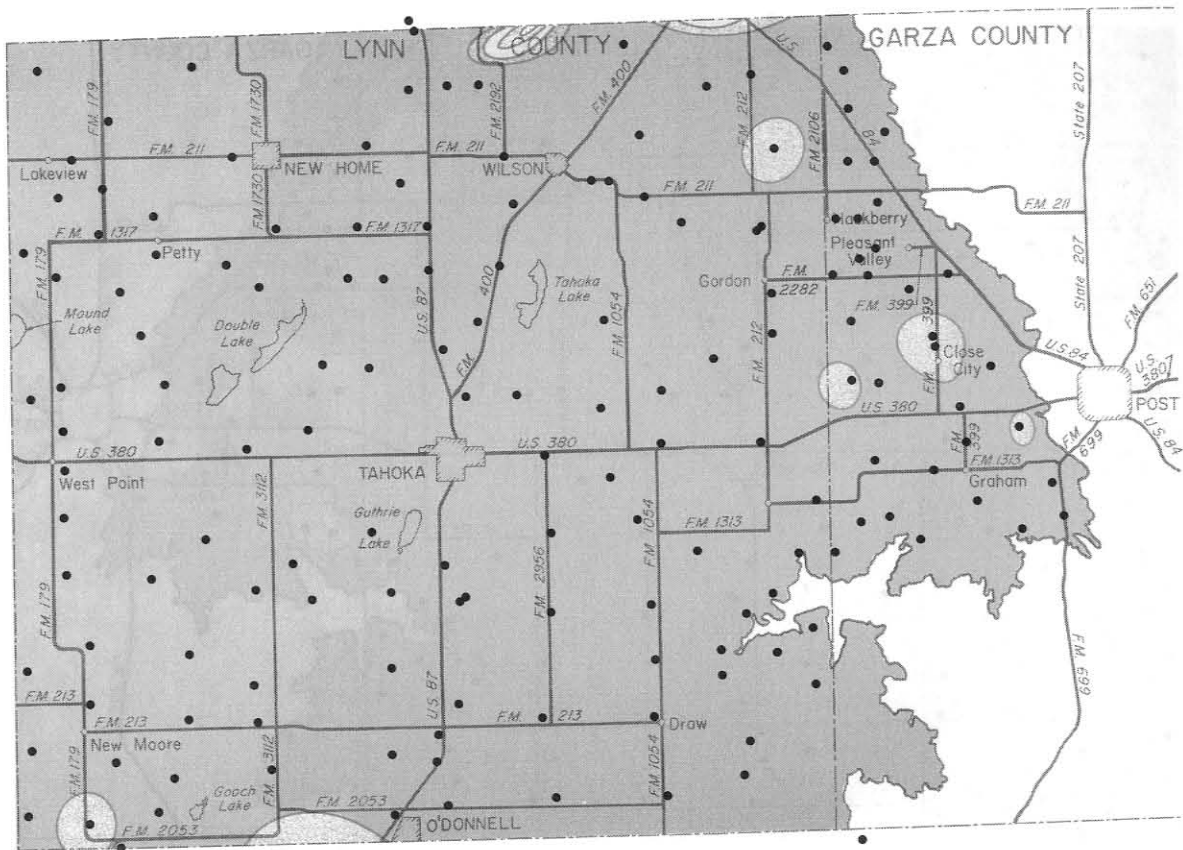 LYNN COUNTY
GARZA COUNTY
F.M. 179
F.M. 1730
F.M. 2192
F.M. 400
U.S. 84
F.M. 212
F.M. 2106
State 207
F.M. 211
Lakeview
NEW HOME
F.M. 211
WILSON
F.M. 1730
F.M. 211
F.M. 211
F.M. 1317
Petty
F.M. 1317
Hackberry
Pleasant Valley
State 207
F.M. 179
Mound Lake
Double Lake
U.S. 87
F.M. 400
Tahoka Lake
F.M. 1054
Gordon
F.M. 2282
F.M. 399
F.M. 399
F.M. 651
F.M. 212
Close City
U.S. 84
U.S. 380
POST
U.S. 380
U.S. 84
F.M. 699
U.S. 380
West Point
TAHOKA
U.S. 380
F.M. 399
F.M. 1313
Graham
F.M. 3112
Guthrie Lake
F.M. 1054
F.M. 1313
F.M. 2956
F.M. 179
F.M. 699
F.M. 213
U.S. 87
F.M. 213
New Moore
F.M. 213
Draw
F.M. 179
F.M. 3112
F.M. 1054
Gooch Lake
F.M. 2053
F.M. 2053
O'DONNELL